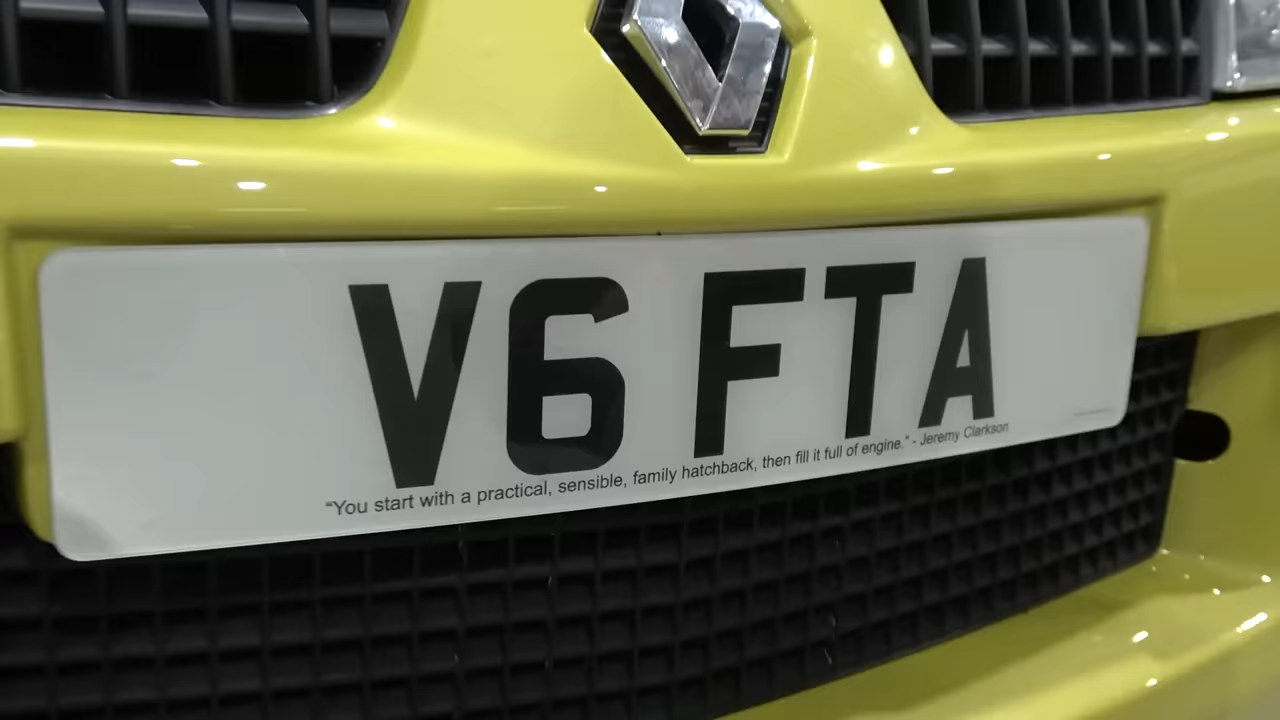 V6 FTA
"You start with a practical, sensible, family hatchback, then fill it full of engine." - Jeremy Clarkson